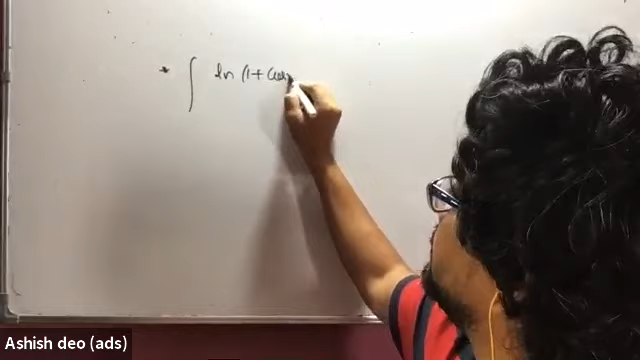 * ∫ ln (1 + cos
Ashish deo (ads)